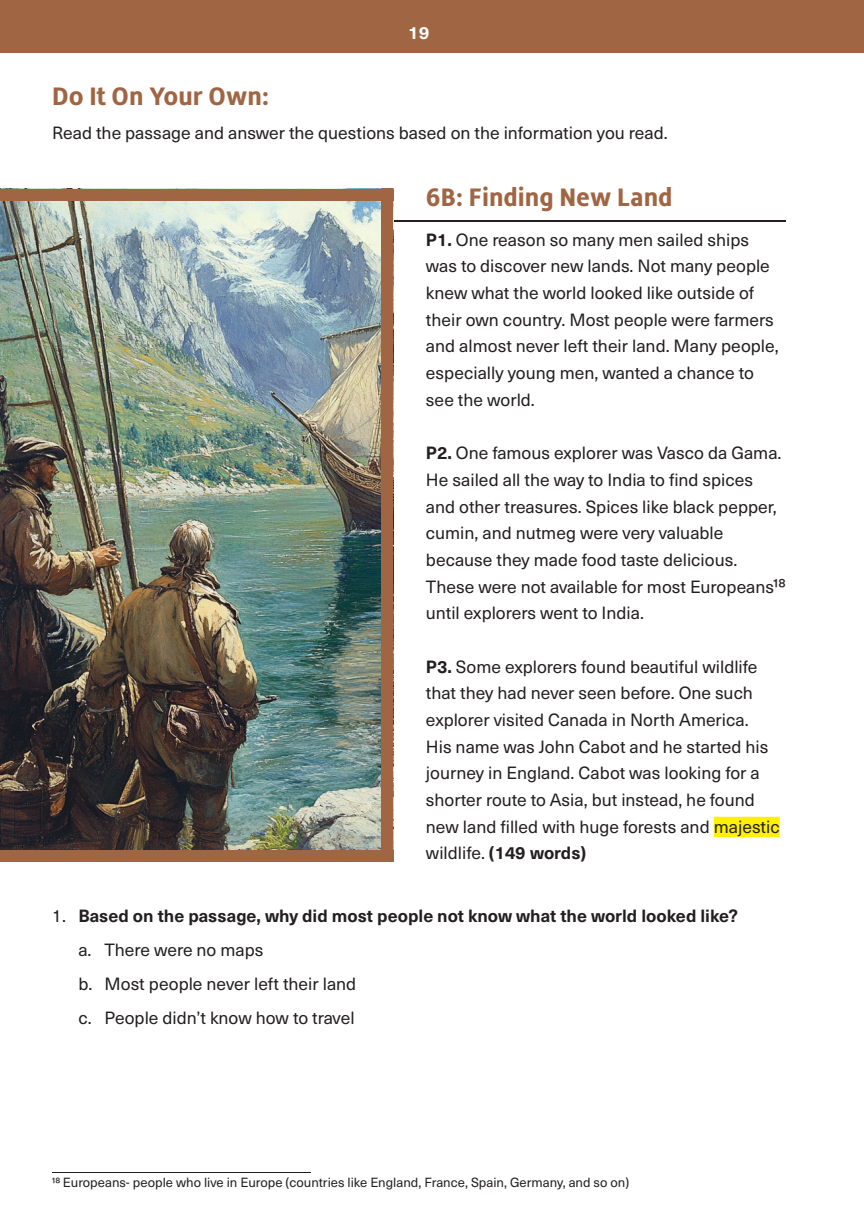 19
Do It On Your Own:
Read the passage and answer the questions based on the information you read.
6B: Finding New Land
P1. One reason so many men sailed ships
was to discover new lands. Not many people
knew what the world looked like outside of
their own country. Most people were farmers
and almost never left their land. Many people,
especially young men, wanted a chance to
see the world.
P2. One famous explorer was Vasco da Gama.
He sailed all the way to India to find spices
and other treasures. Spices like black pepper,
cumin, and nutmeg were very valuable
because they made food taste delicious.
These were not available for most Europeans¹⁸
until explorers went to India.
P3. Some explorers found beautiful wildlife
that they had never seen before. One such
explorer visited Canada in North America.
His name was John Cabot and he started his
journey in England. Cabot was looking for a
shorter route to Asia, but instead, he found
new land filled with huge forests and majestic
wildlife. (149 words)
1. Based on the passage, why did most people not know what the world looked like?
a. There were no maps
b. Most people never left their land
c. People didn't know how to travel
¹⁸ Europeans- people who live in Europe (countries like England, France, Spain, Germany, and so on)